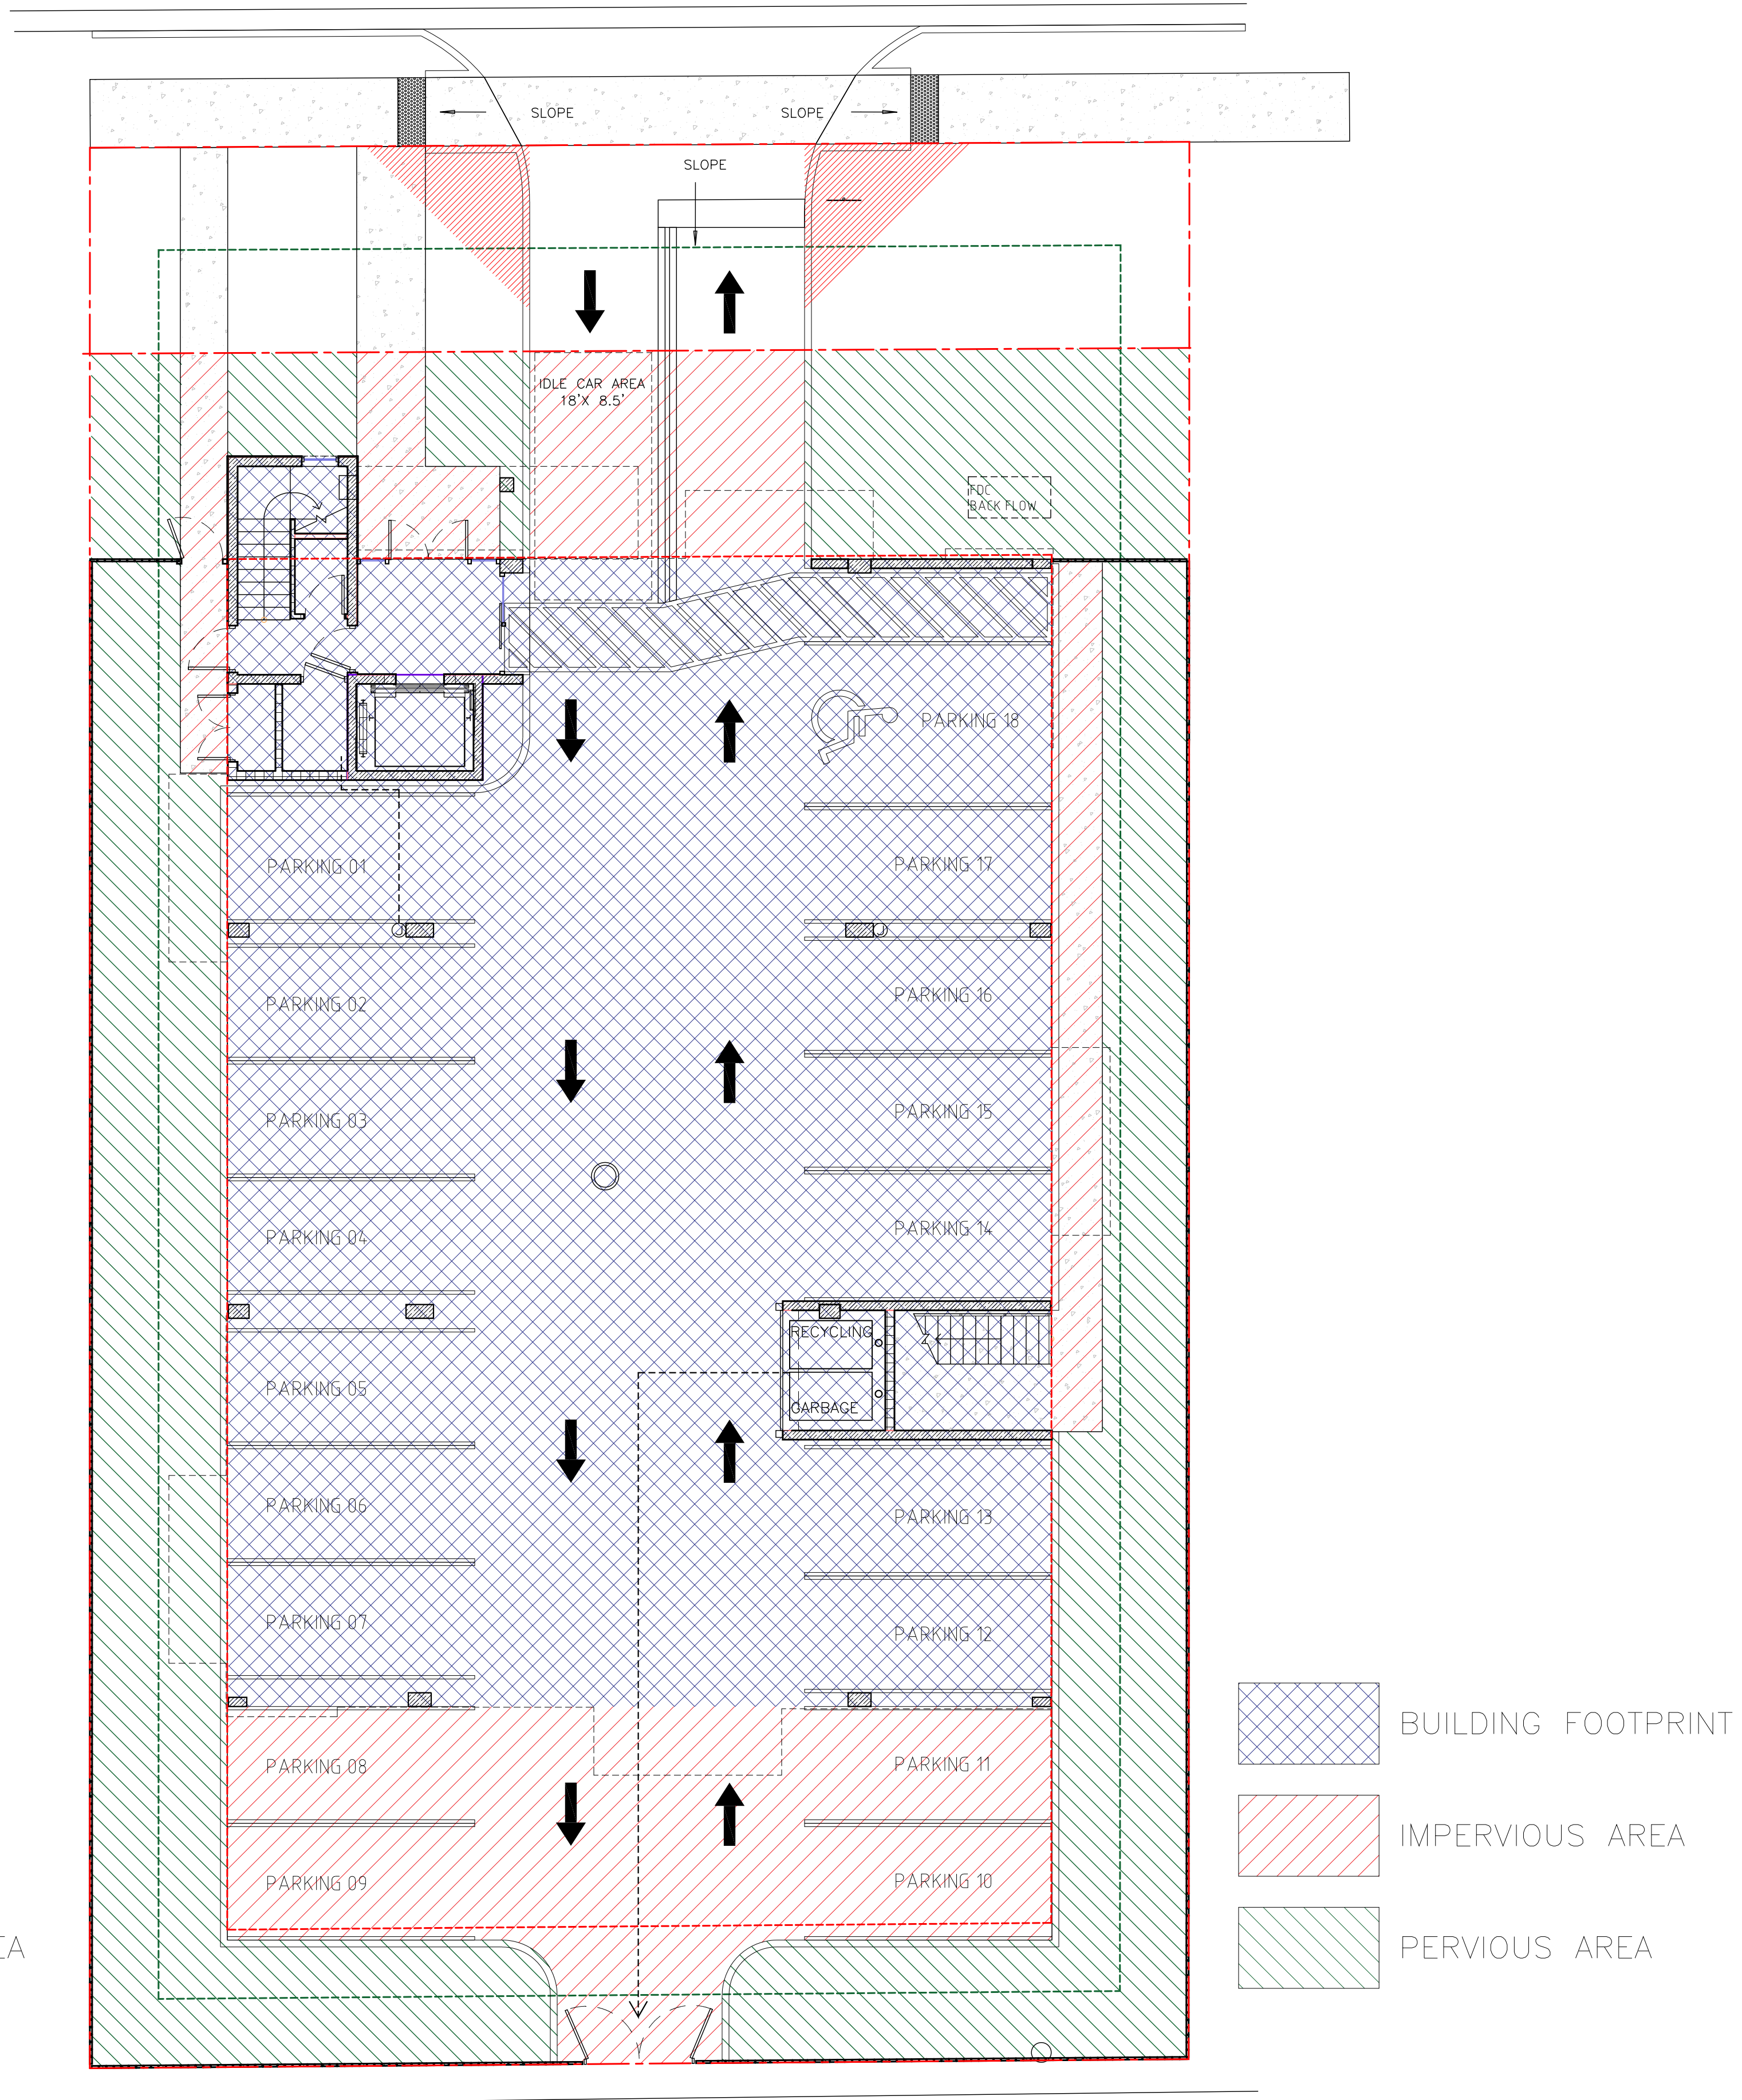 SLOPE
SLOPE
SLOPE
IDLE CAR AREA
18'X 8.5'
FDC
BACK FLOW
PARKING 18
PARKING 01
PARKING 17
PARKING 02
PARKING 16
PARKING 03
PARKING 15
PARKING 04
PARKING 14
RECYCLING
PARKING 05
GARBAGE
PARKING 06
PARKING 13
PARKING 07
PARKING 12
BUILDING FOOTPRINT
PARKING 08
PARKING 11
IMPERVIOUS AREA
PARKING 09
PARKING 10
EA
PERVIOUS AREA